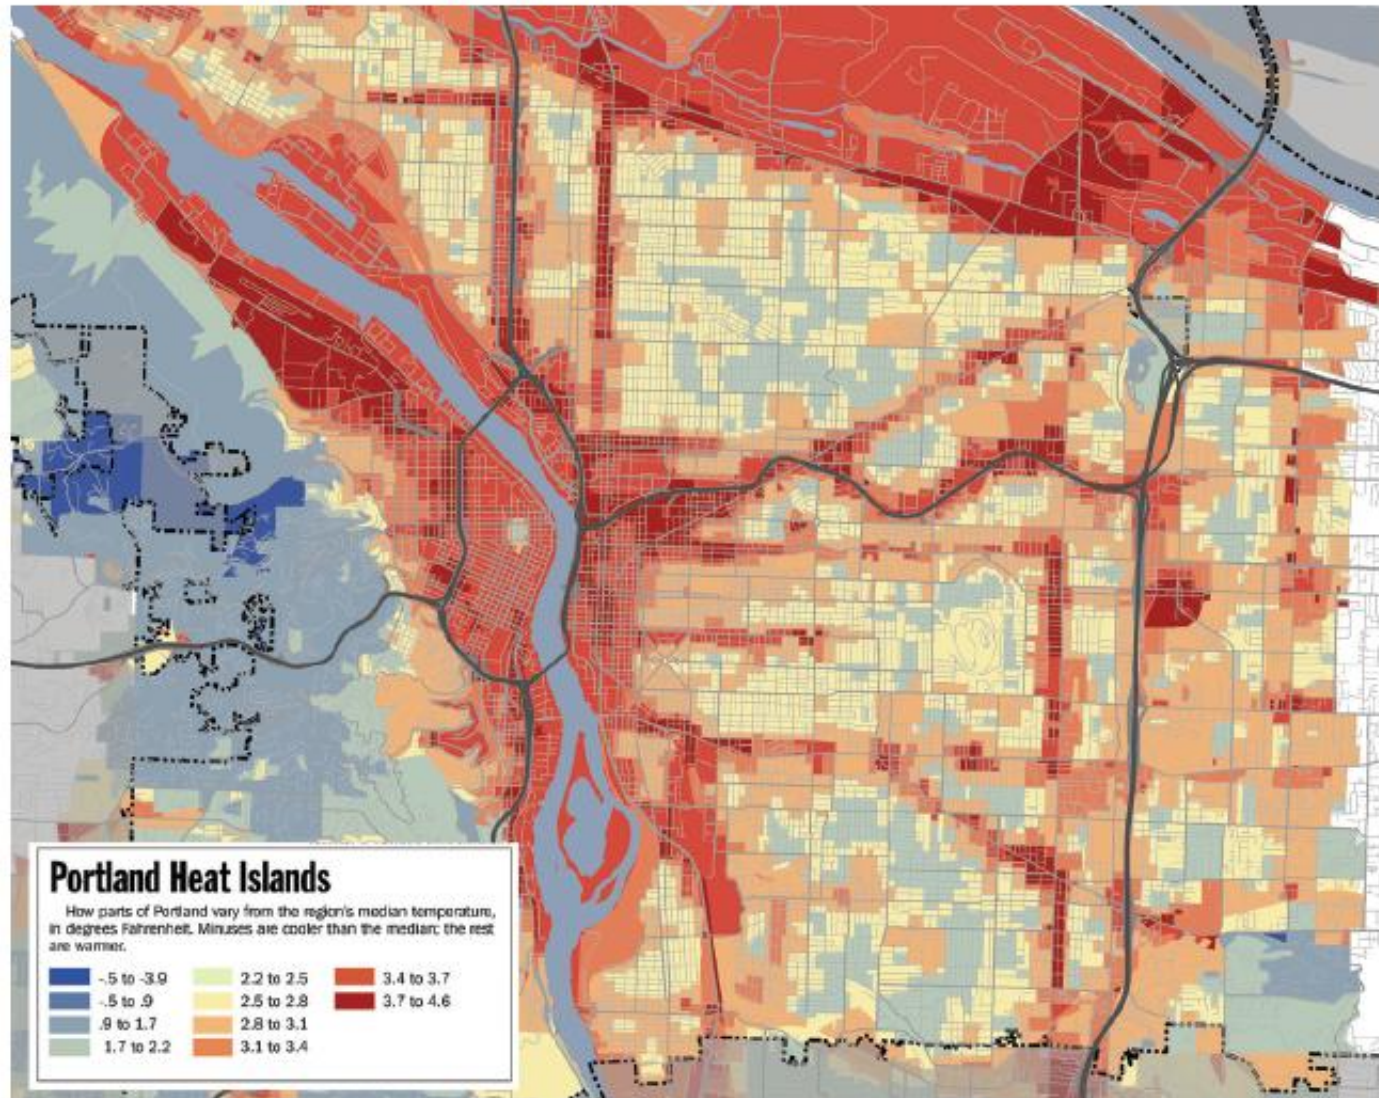 Portland Heat Islands
How parts of Portland vary from the region's median temperature,
in degrees Fahrenheit. Minuses are cooler than the median; the rest
are warmer.
-.5 to -3.9
-.5 to .9
.9 to 1.7
1.7 to 2.2
2.2 to 2.5
2.5 to 2.8
2.8 to 3.1
3.1 to 3.4
3.4 to 3.7
3.7 to 4.6